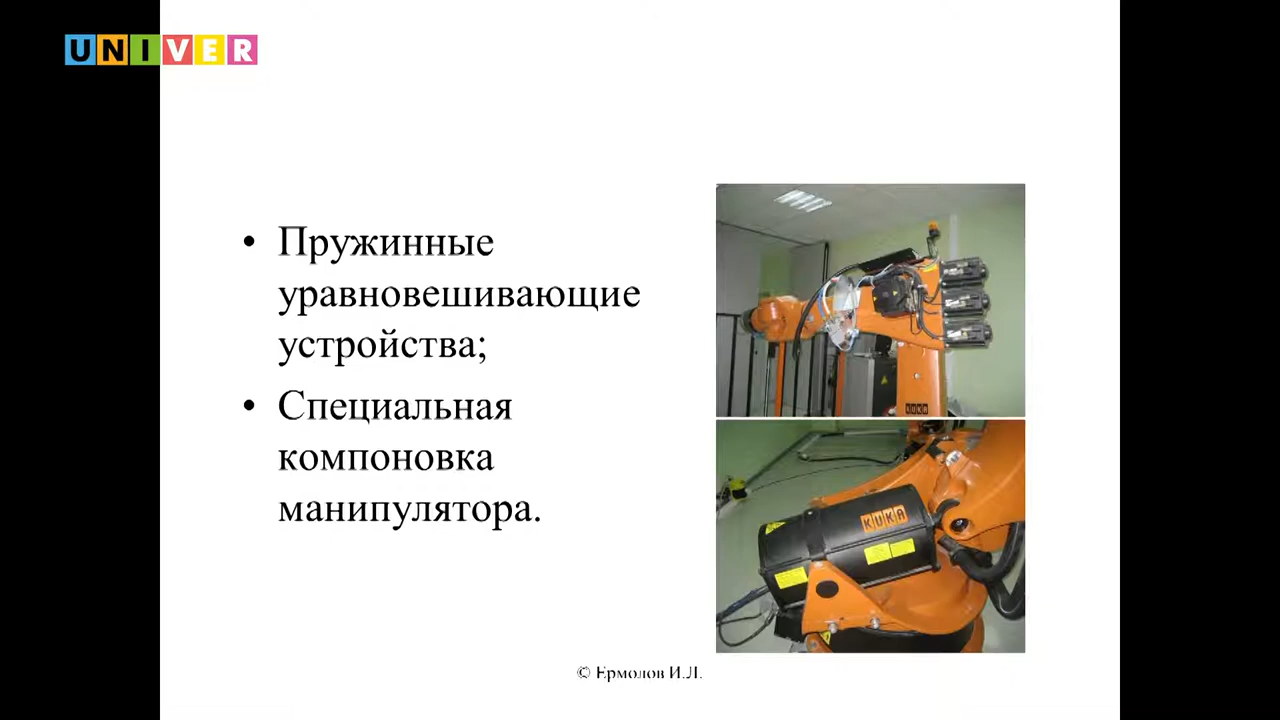 UNIVER
• Пружинные
уравновешивающие
устройства;
• Специальная
компоновка
манипулятора.
KUKA
KUKA
© Ермолов И.Л.